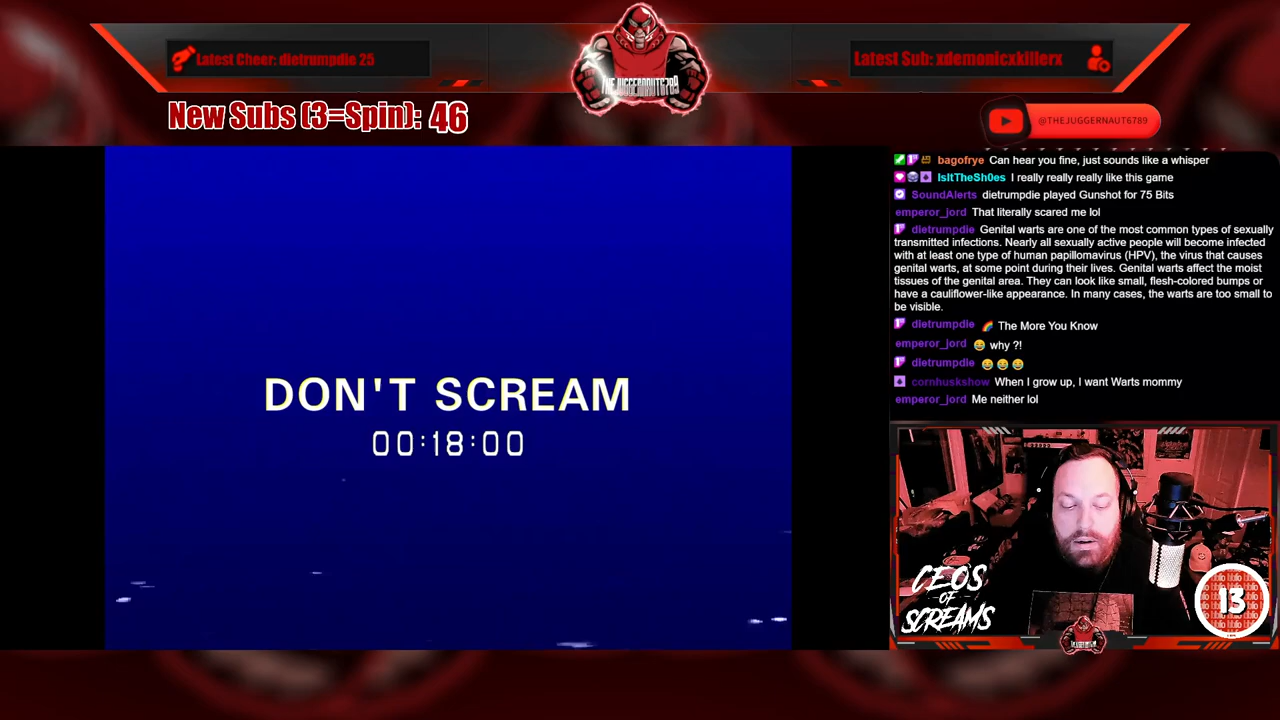 Latest Cheer: dietrumpdie 25
THEJUGGERNAUT6789
Latest Sub: xdemonicxkillerx
New Subs (3=Spin): 46
@THEJUGGERNAUT6789
DON'T SCREAM
00:18:00
bagofrye Can hear you fine, just sounds like a whisper
IsItTheSh0es I really really really like this game
SoundAlerts dietrumpdie played Gunshot for 75 Bits
emperor_jord That literally scared me lol
dietrumpdie Genital warts are one of the most common types of sexually
transmitted infections. Nearly all sexually active people will become infected
with at least one type of human papillomavirus (HPV), the virus that causes
genital warts, at some point during their lives. Genital warts affect the moist
tissues of the genital area. They can look like small, flesh-colored bumps or
have a cauliflower-like appearance. In many cases, the warts are too small to
be visible.
dietrumpdie 🌈 The More You Know
emperor_jord 😂 why ?!
dietrumpdie 😂 😂 😂
cornhuskshow When I grow up, I want Warts mommy
emperor_jord Me neither lol
CEOS
OF
SCREAMS
13